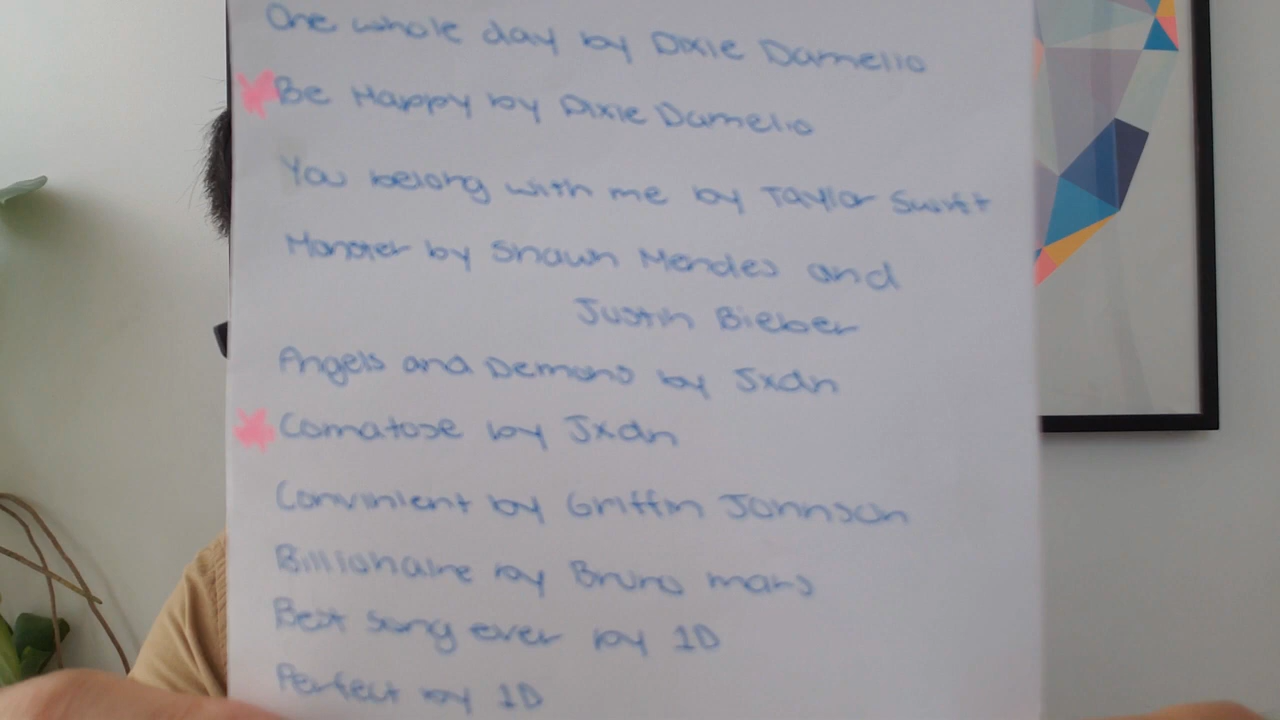 One whole day by Dixie Damelio
Be Happy by Dixie Damelio
You belong with me by Taylor Swift
Monster by Shawn Mendes and
Justin Bieber
Angels and Demons by Jxdn
Comatose by Jxdn
Convinient by Griffin Johnson
Billionaire by Bruno mars
Best song ever by 1D
Perfect by 1D